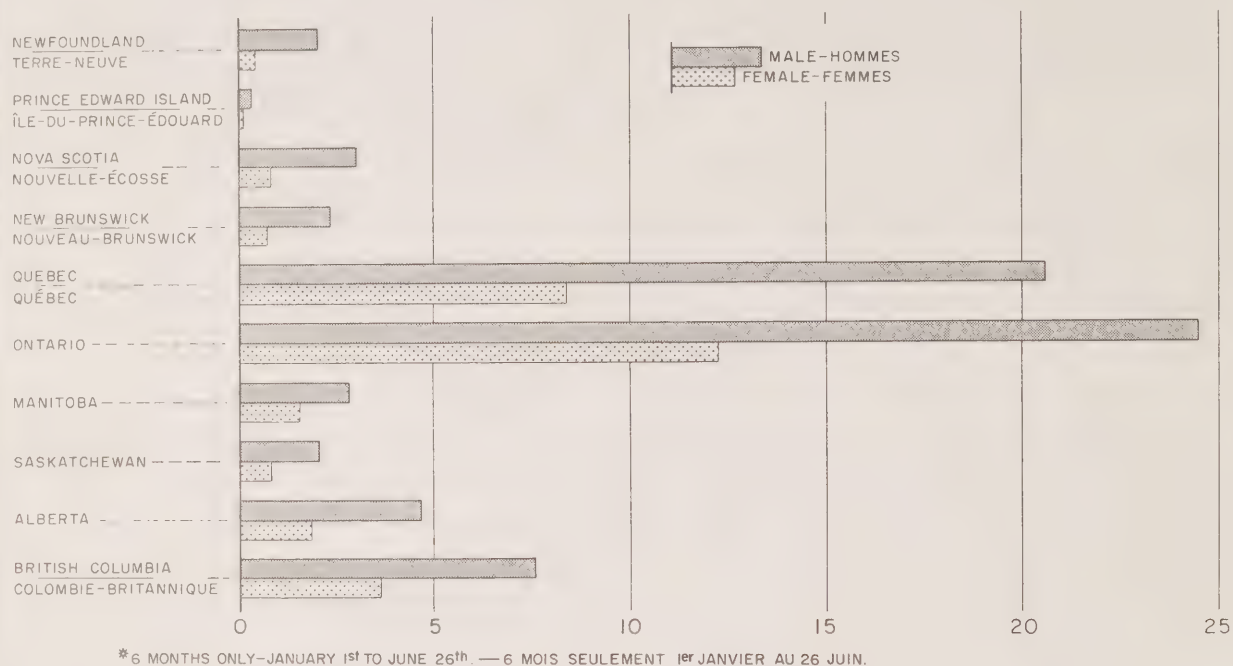 NEWFOUNDLAND
TERRE-NEUVE
MALE-HOMMES
FEMALE-FEMMES
PRINCE EDWARD ISLAND
ÎLE-DU-PRINCE-ÉDOUARD
NOVA SCOTIA
NOUVELLE-ÉCOSSE
NEW BRUNSWICK
NOUVEAU-BRUNSWICK
QUEBEC
QUÉBEC
ONTARIO
MANITOBA
SASKATCHEWAN
ALBERTA
BRITISH COLUMBIA
COLOMBIE-BRITANNIQUE
0 5 10 15 20 25
*6 MONTHS ONLY-JANUARY 1st TO JUNE 26th. — 6 MOIS SEULEMENT 1er JANVIER AU 26 JUIN.